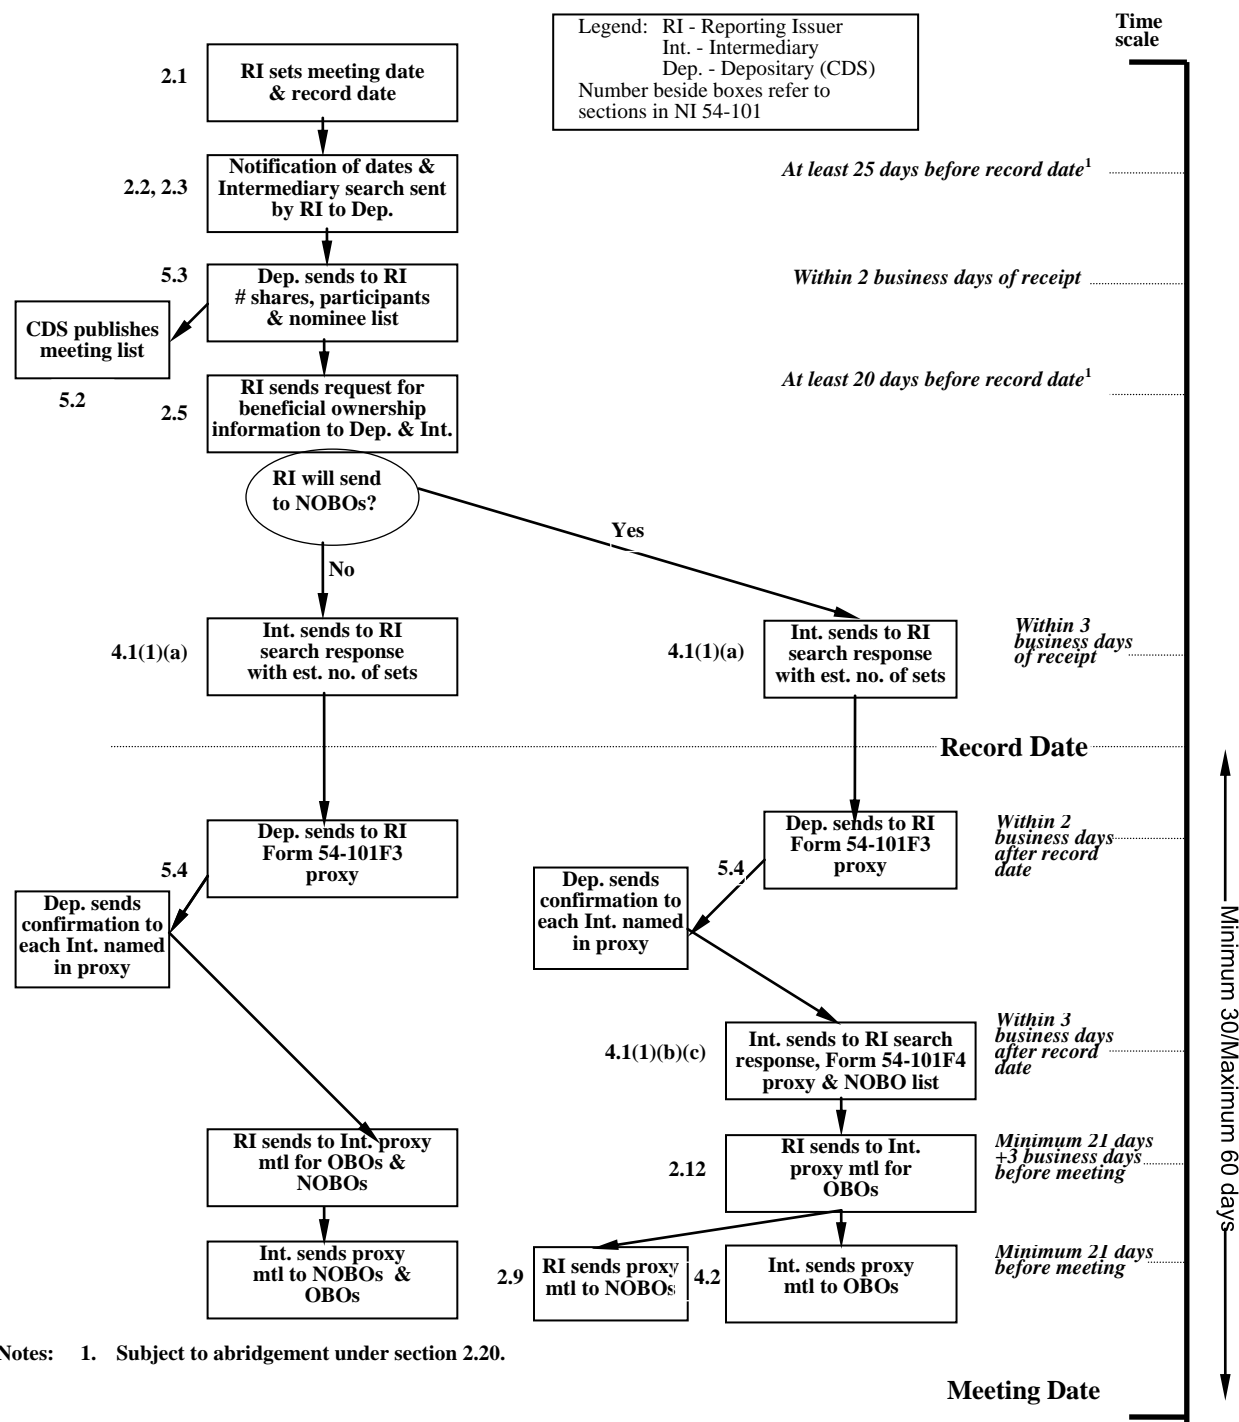 Legend: RI - Reporting Issuer
Int. - Intermediary
Dep. - Depositary (CDS)
Number beside boxes refer to
sections in NI 54-101
Time
scale
2.1
RI sets meeting date
& record date
2.2, 2.3
Notification of dates &
Intermediary search sent
by RI to Dep.
At least 25 days before record date1
5.3
Dep. sends to RI
# shares, participants
& nominee list
Within 2 business days of receipt
CDS publishes
meeting list
5.2
2.5
RI sends request for
beneficial ownership
information to Dep. & Int.
At least 20 days before record date1
RI will send
to NOBOs?
Yes
No
4.1(1)(a)
Int. sends to RI
search response
with est. no. of sets
4.1(1)(a)
Int. sends to RI
search response
with est. no. of sets
Within 3
business days
of receipt
Record Date
Dep. sends to RI
Form 54-101F3
proxy
5.4
Dep. sends
confirmation to
each Int. named
in proxy
Dep. sends to RI
Form 54-101F3
proxy
5.4
Dep. sends
confirmation to
each Int. named
in proxy
Within 2
business days
after record
date
Minimum 30/Maximum 60 days
4.1(1)(b)(c)
Int. sends to RI search
response, Form 54-101F4
proxy & NOBO list
Within 3
business days
after record
date
RI sends to Int. proxy
mtl for OBOs &
NOBOs
2.12
RI sends to Int.
proxy mtl for
OBOs
Minimum 21 days
+3 business days
before meeting
Int. sends proxy
mtl to NOBOs &
OBOs
2.9
RI sends proxy
mtl to NOBOs
4.2
Int. sends proxy
mtl to OBOs
Minimum 21 days
before meeting
Notes: 1. Subject to abridgement under section 2.20.
Meeting Date